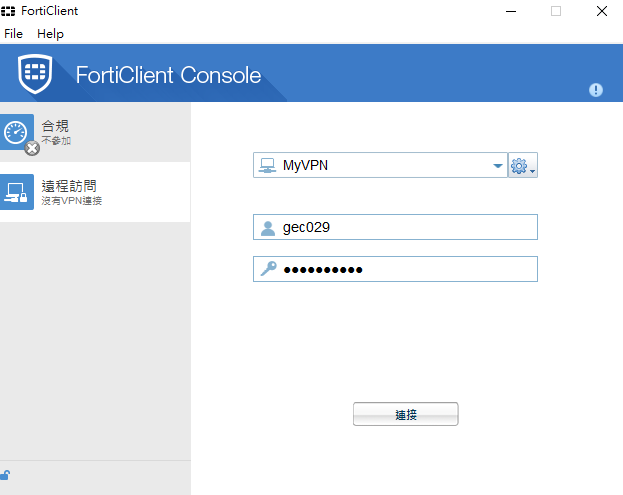 FortiClient
File Help
FortiClient Console
合規
不參加
遠程訪問
沒有VPN連接
MyVPN
gec029
●●●●●●●●●●
連接